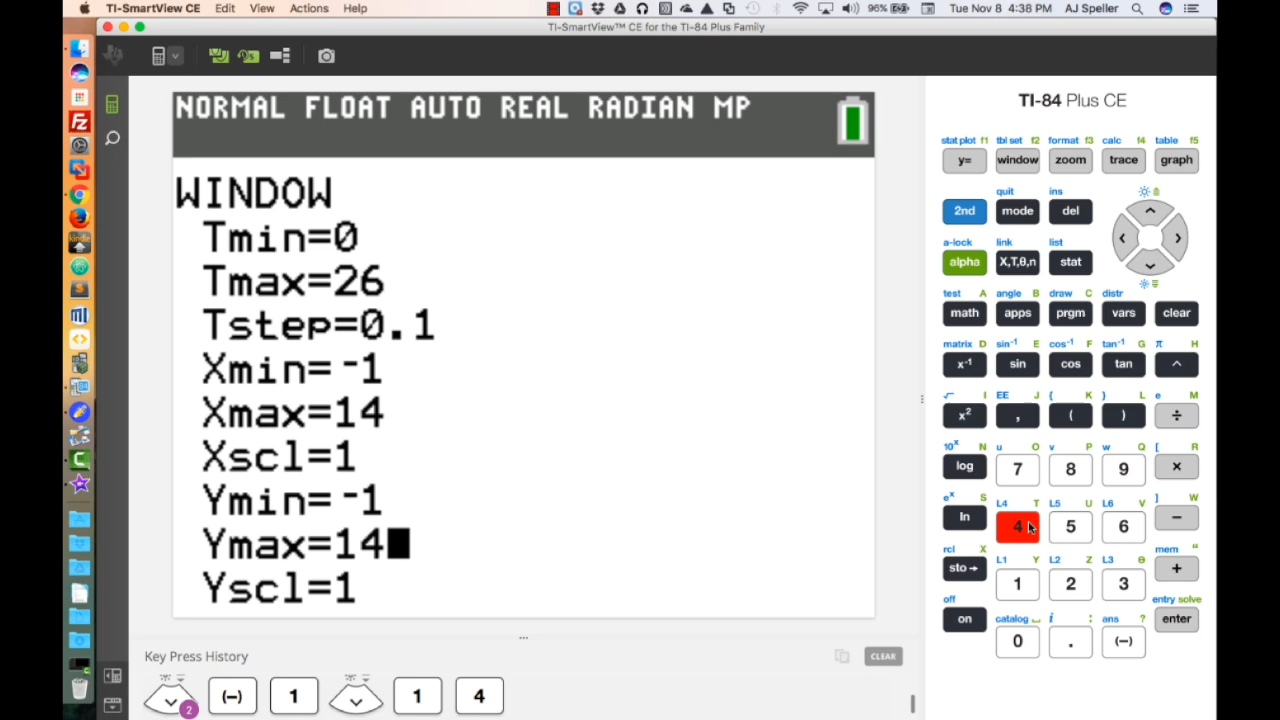 TI-SmartView CE Edit View Actions Help 96% Tue Nov 8 4:38 PM AJ Speller
TI-SmartView™ CE for the TI-84 Plus Family
NORMAL FLOAT AUTO REAL RADIAN MP
WINDOW
Tmin=0
Tmax=26
Tstep=0.1
Xmin=-1
Xmax=14
Xscl=1
Ymin=-1
Ymax=14
Yscl=1
Key Press History
CLEAR
2 (−) 1 1 4
TI-84 Plus CE
stat plot f1 tbl set f2 format f3 calc f4 table f5
y= window zoom trace graph
quit ins
2nd mode del
a-lock link list
alpha X,T,θ,n stat
test A angle B draw C distr
math apps prgm vars clear
matrix D sin⁻¹ E cos⁻¹ F tan⁻¹ G π H
x⁻¹ sin cos tan ^
√ I EE J { K } L e M
x² , ( ) ÷
10ˣ N u O v P w Q [ R
log 7 8 9 ×
eˣ S L4 T L5 U L6 V ] W
ln 4 5 6 −
rcl X L1 Y L2 Z L3 θ mem "
sto→ 1 2 3 +
off catalog i : ans ? entry solve
on 0 . (−) enter